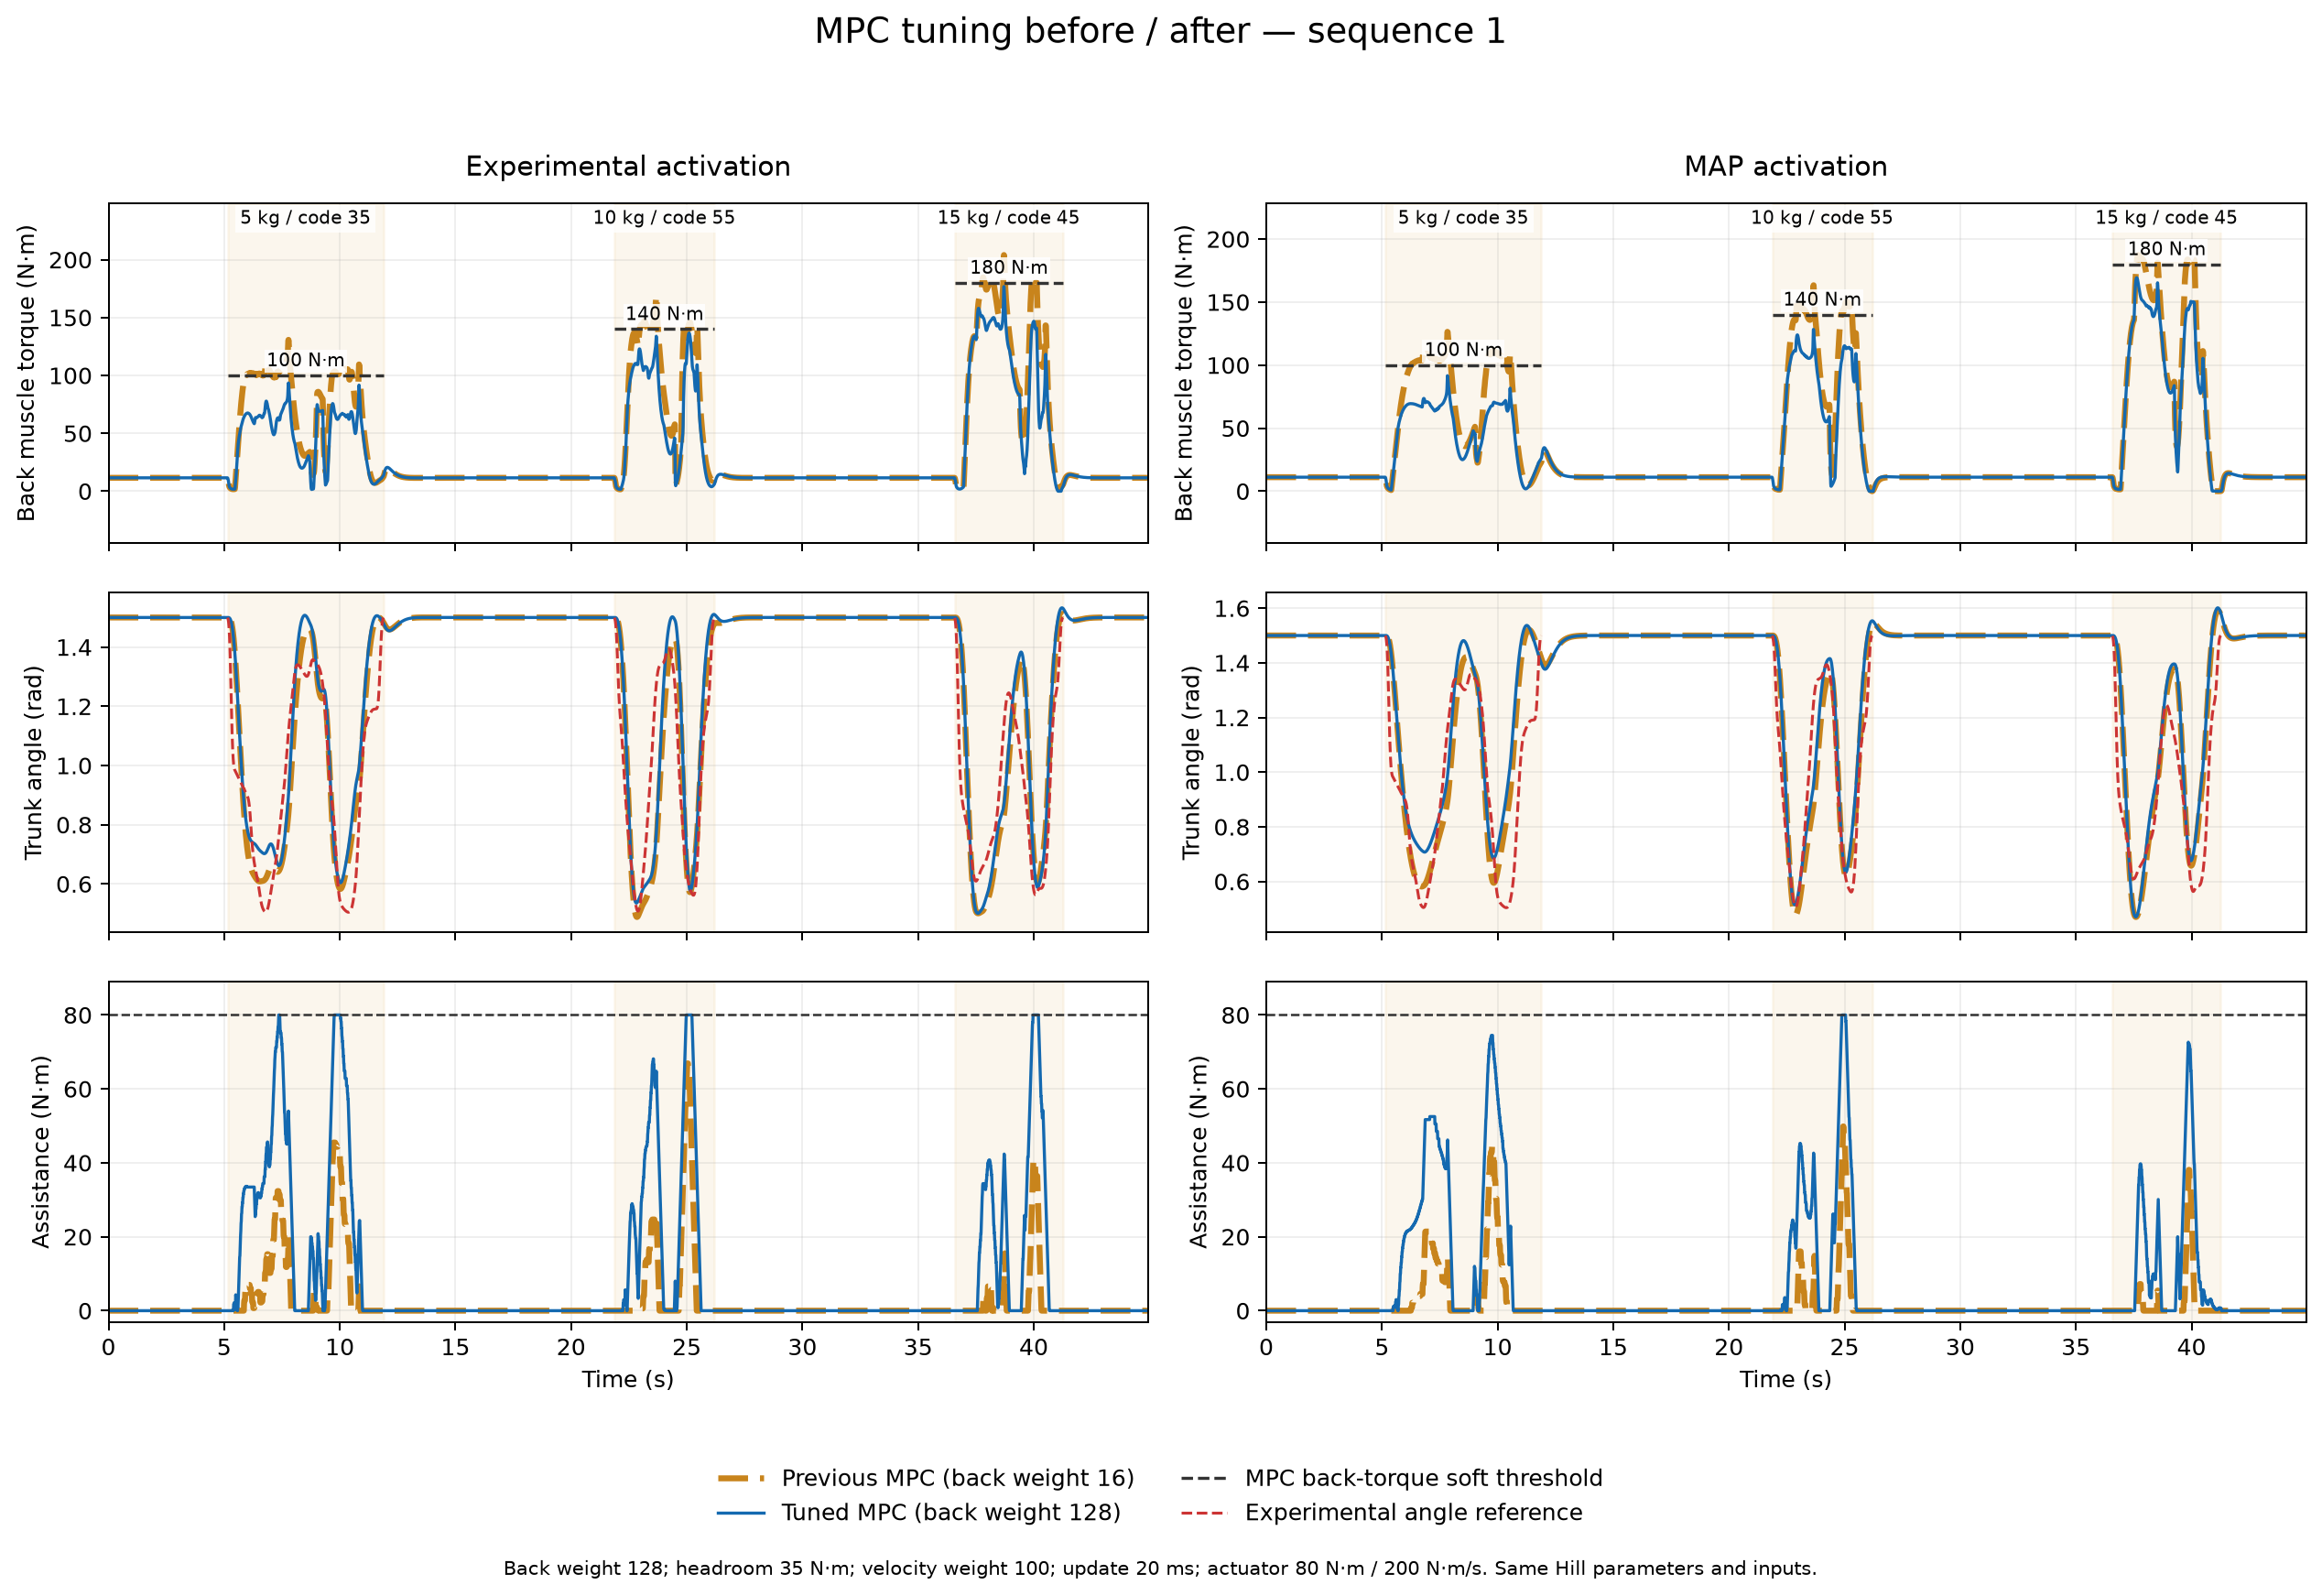 MPC tuning before / after — sequence 1
Experimental activation
Back muscle torque (N·m)
200
150
100
50
0
5 kg / code 35
10 kg / code 55
15 kg / code 45
100 N·m
140 N·m
180 N·m
MAP activation
Back muscle torque (N·m)
200
150
100
50
0
5 kg / code 35
10 kg / code 55
15 kg / code 45
100 N·m
140 N·m
180 N·m
Trunk angle (rad)
1.4
1.2
1.0
0.8
0.6
Trunk angle (rad)
1.6
1.4
1.2
1.0
0.8
0.6
Assistance (N·m)
80
60
40
20
0
0 5 10 15 20 25 30 35 40
Time (s)
Assistance (N·m)
80
60
40
20
0
0 5 10 15 20 25 30 35 40
Time (s)
Previous MPC (back weight 16)
Tuned MPC (back weight 128)
MPC back-torque soft threshold
Experimental angle reference
Back weight 128; headroom 35 N·m; velocity weight 100; update 20 ms; actuator 80 N·m / 200 N·m/s. Same Hill parameters and inputs.